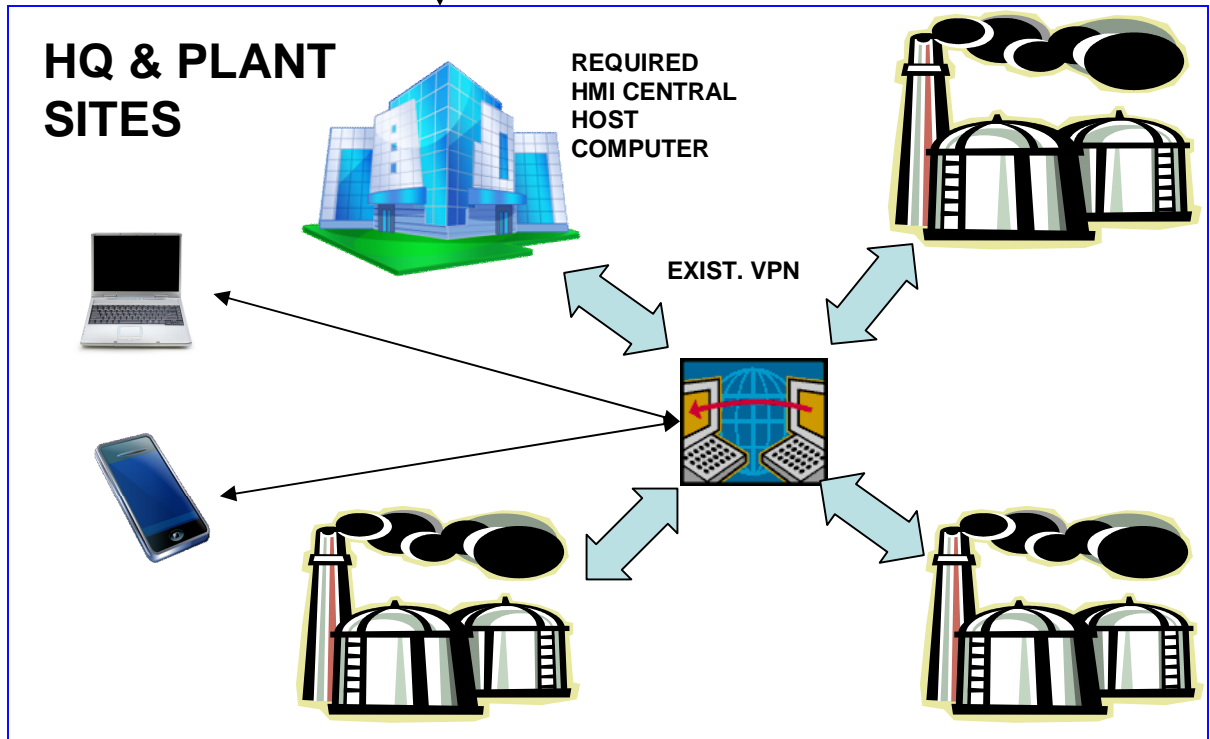 HQ & PLANT
SITES
REQUIRED
HMI CENTRAL
HOST
COMPUTER
EXIST. VPN